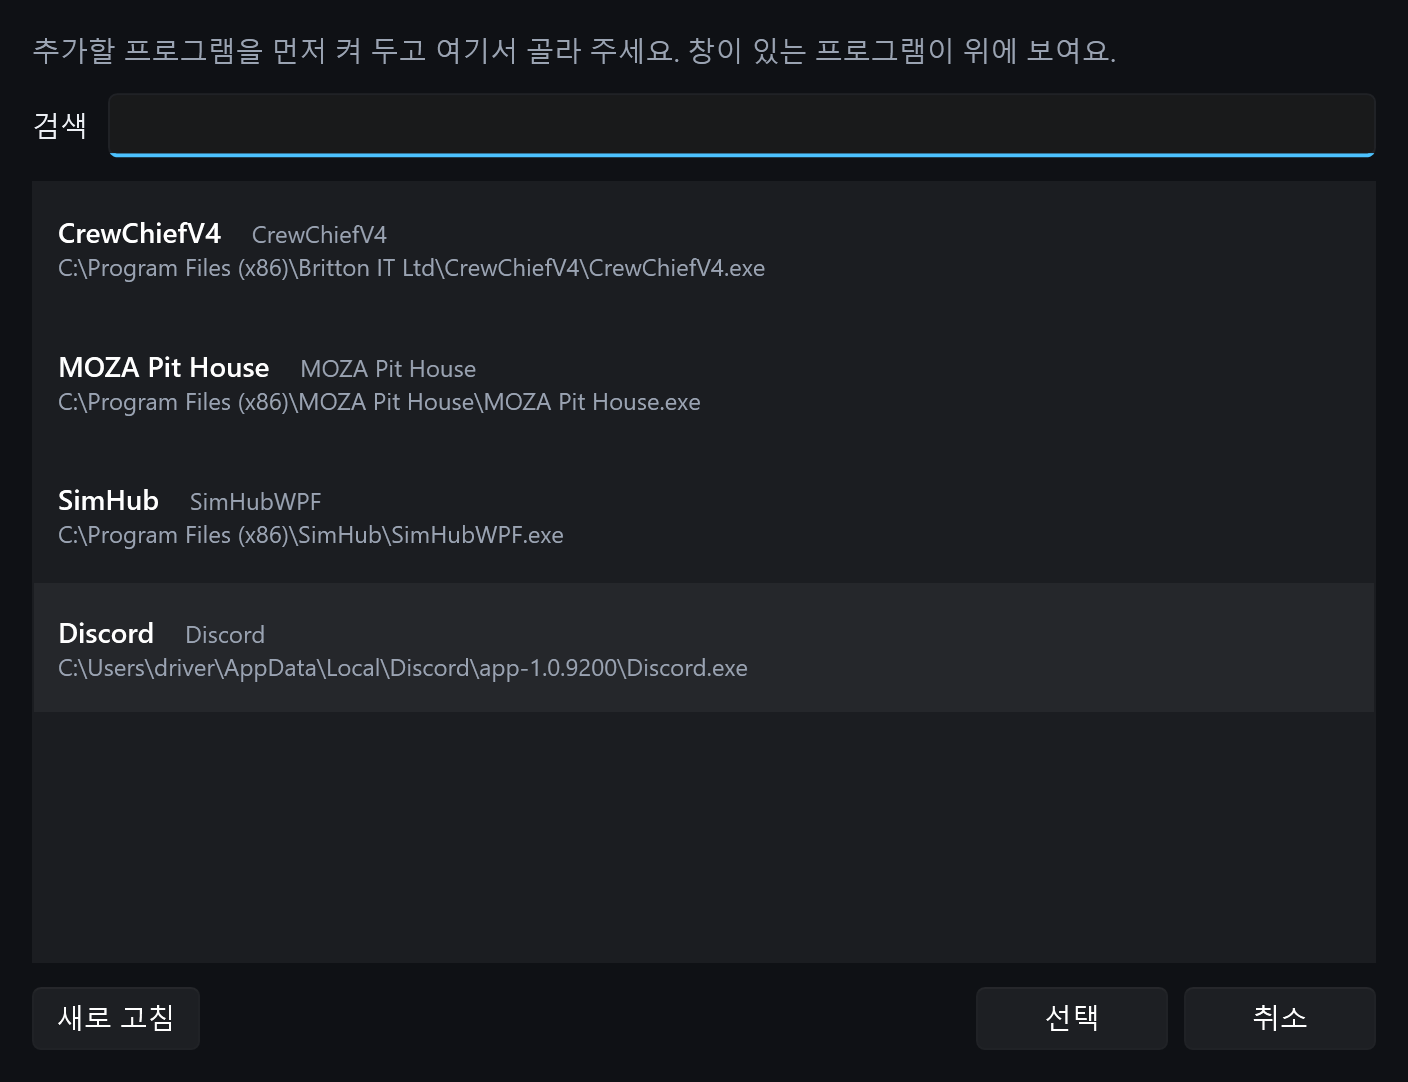 추가할 프로그램을 먼저 켜 두고 여기서 골라 주세요. 창이 있는 프로그램이 위에 보여요.
검색
CrewChiefV4 CrewChiefV4
C:\Program Files (x86)\Britton IT Ltd\CrewChiefV4\CrewChiefV4.exe
MOZA Pit House MOZA Pit House
C:\Program Files (x86)\MOZA Pit House\MOZA Pit House.exe
SimHub SimHubWPF
C:\Program Files (x86)\SimHub\SimHubWPF.exe
Discord Discord
C:\Users\driver\AppData\Local\Discord\app-1.0.9200\Discord.exe
새로 고침 선택 취소